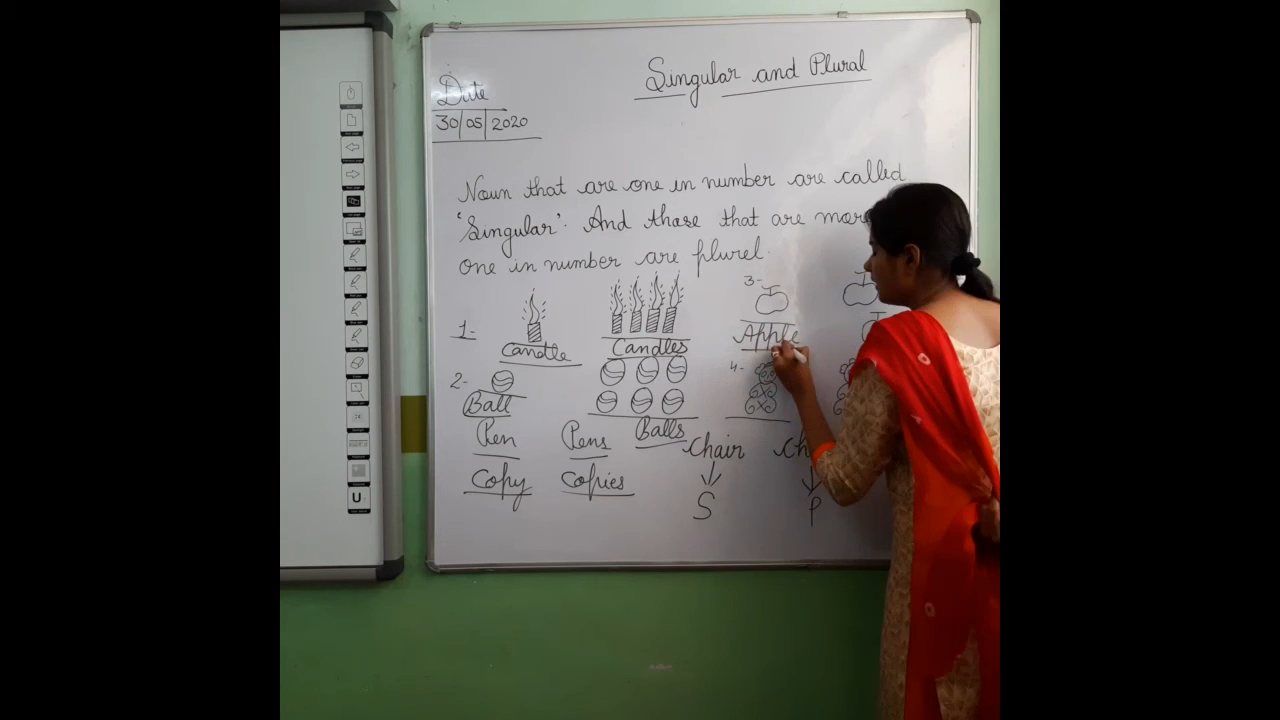 Singular and Plural
Date
30/05/2020
Noun that are one in number are called
'Singular'. And those that are more
one in number are plurel.
1-
Candle
Candles
3-
Apple
2-
Ball
Balls
4-
Pen
Pens
Chair
Ch
Copy
Copies
S
P
U